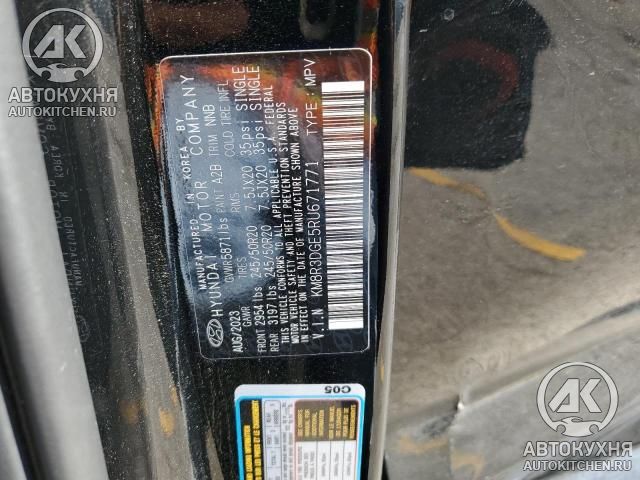 АВТОКУХНЯ
AUTOKITCHEN.RU
MANUFACTURED IN KOREA BY
HYUNDAI MOTOR COMPANY
GVWR 5871 lbs PAINT A2B TRIM NNB
AUG/2023 TIRES RIMS COLD TIRE INFL.
GAWR
FRONT 2954 lbs 245/50R20 7.5JX20 35psi SINGLE
REAR 3197 lbs 245/50R20 7.5JX20 35psi SINGLE
THIS VEHICLE CONFORMS TO ALL APPLICABLE U.S.A. FEDERAL
MOTOR VEHICLE SAFETY AND THEFT PREVENTION STANDARDS
IN EFFECT ON THE DATE OF MANUFACTURE SHOWN ABOVE
V.I.N KM8R3DGE5RU671771 TYPE : MPV
C05
АВТОКУХНЯ
AUTOKITCHEN.RU